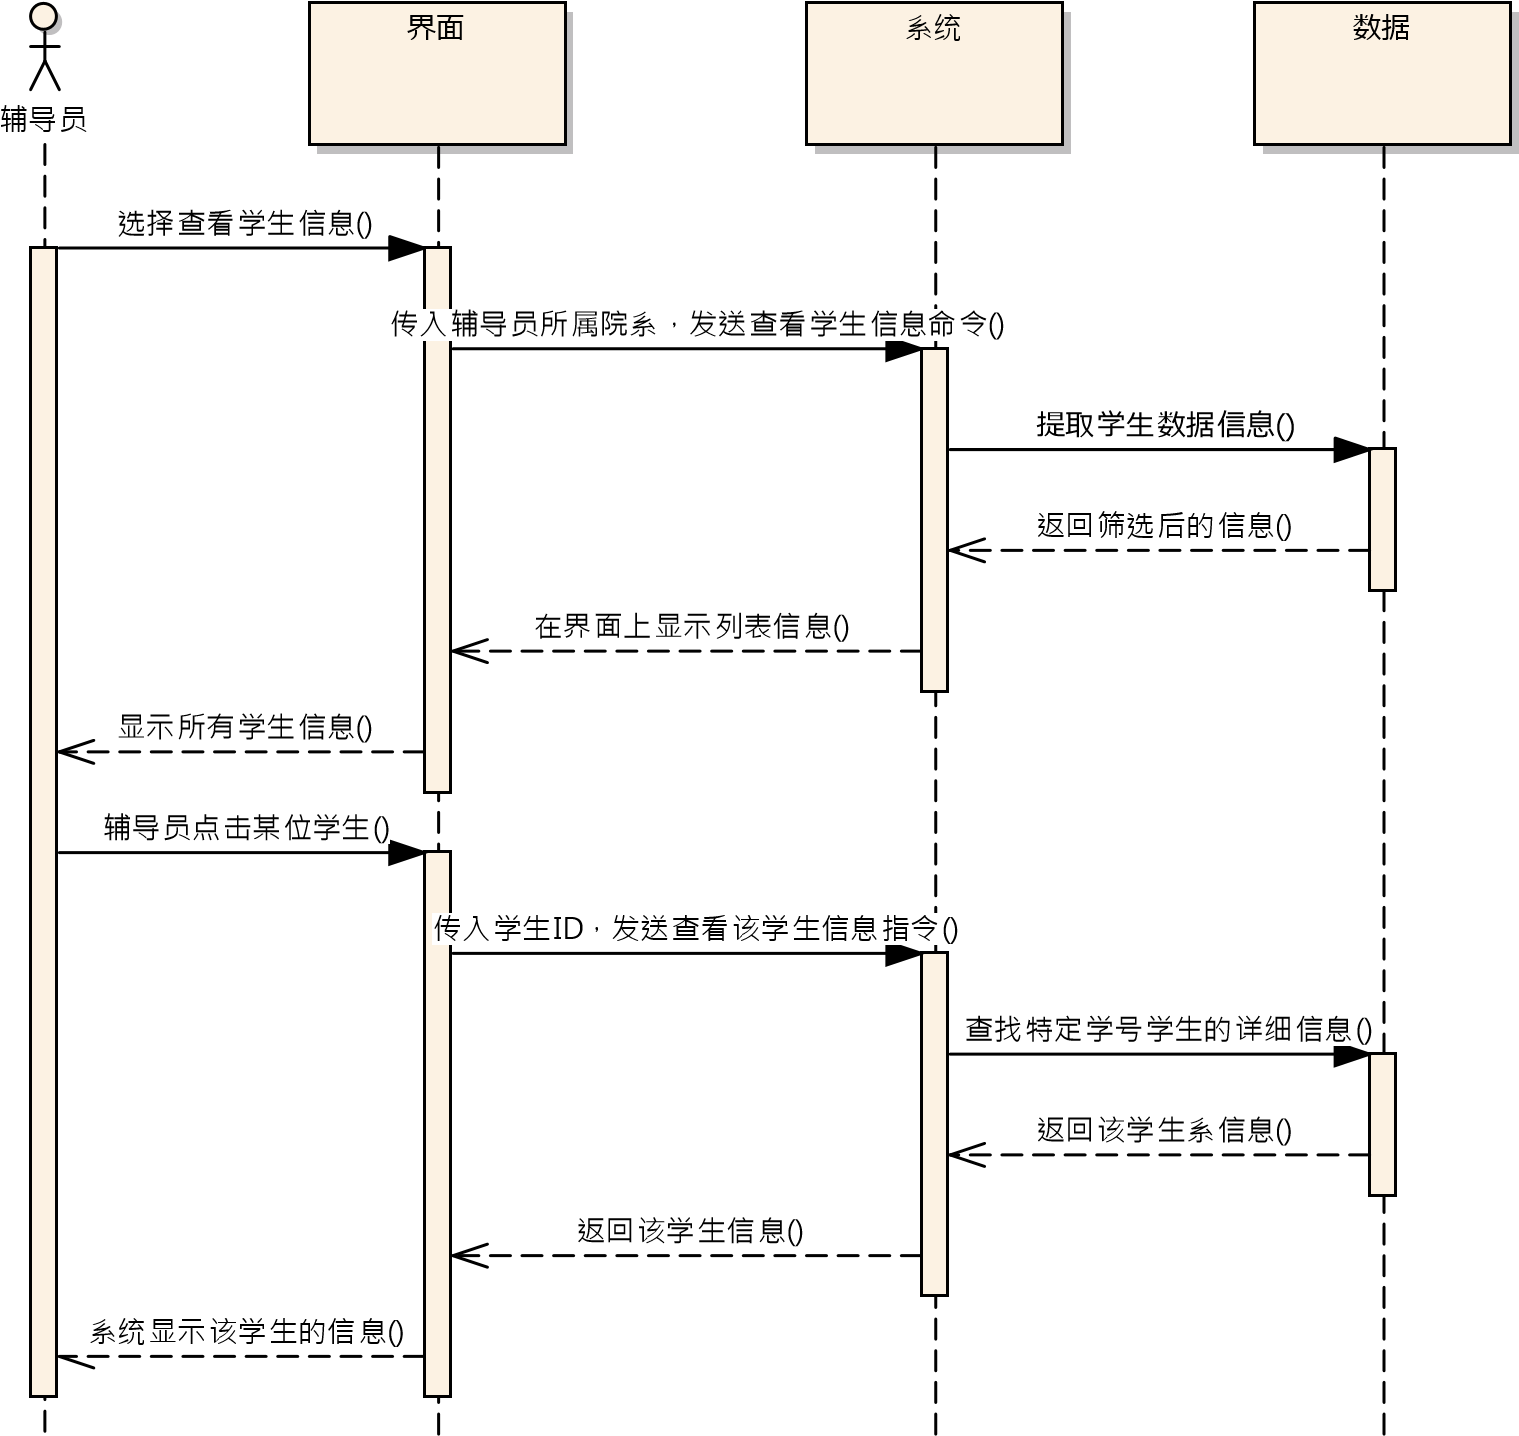 辅导员
界面
系统
数据
选择查看学生信息()
传入辅导员所属院系，发送查看学生信息命令()
提取学生数据信息()
返回筛选后的信息()
在界面上显示列表信息()
显示所有学生信息()
辅导员点击某位学生()
传入学生ID，发送查看该学生信息指令()
查找特定学号学生的详细信息()
返回该学生系信息()
返回该学生信息()
系统显示该学生的信息()